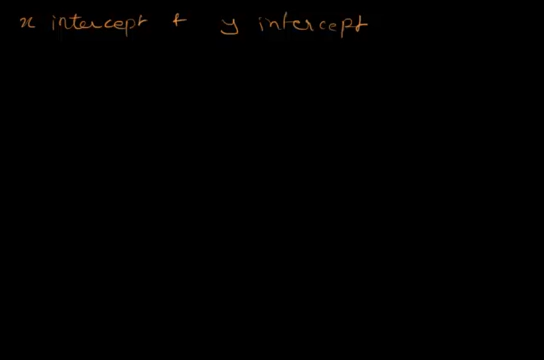 x intercept + y intercept